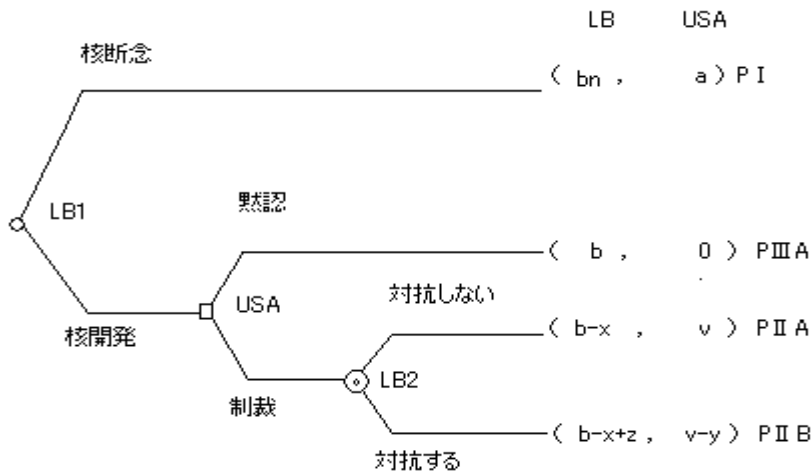 LB USA
核断念
( bn , a ) PⅠ
LB1
黙認
( b , 0 ) PⅢA
USA
対抗しない
核開発
( b-x , v ) PⅡA
LB2
制裁
( b-x+z , v-y ) PⅡB
対抗する